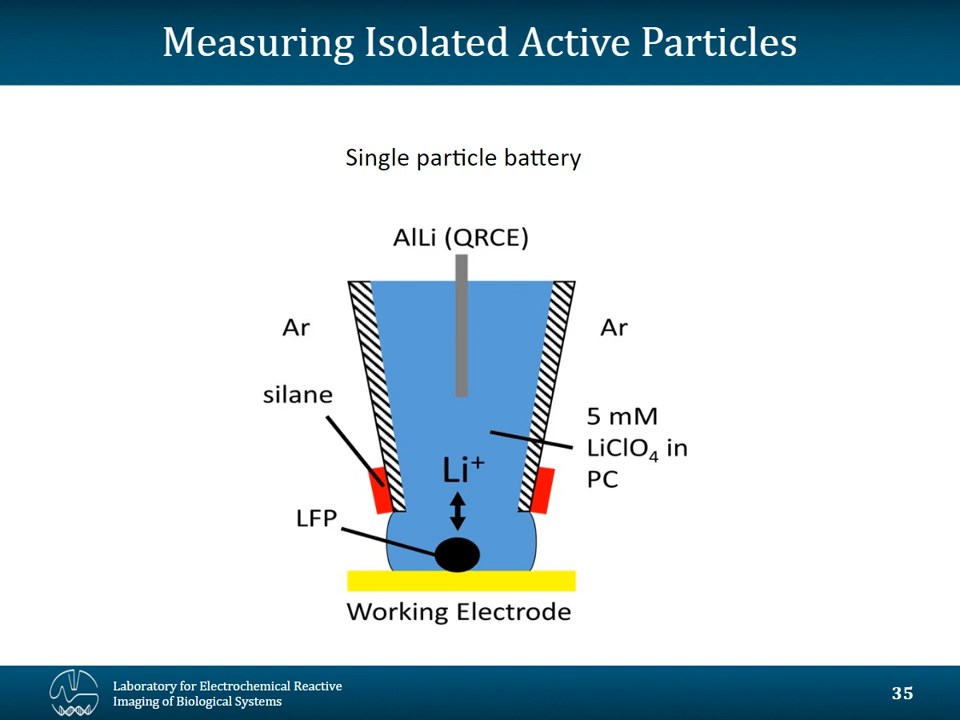 Measuring Isolated Active Particles
Single particle battery
AlLi (QRCE)
Ar
Ar
silane
5 mM
LiClO₄ in
PC
Li⁺
LFP
Working Electrode
Laboratory for Electrochemical Reactive
Imaging of Biological Systems
35